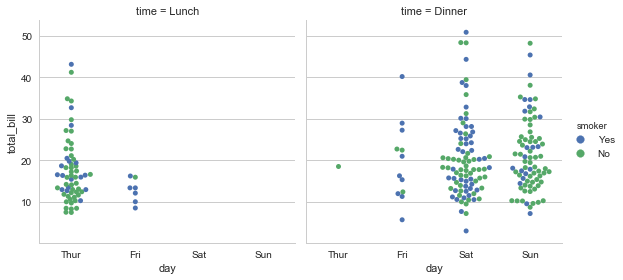 time = Lunch
time = Dinner
50
40
30
20
10
total_bill
Thur Fri Sat Sun
Thur Fri Sat Sun
day
day
smoker
Yes
No